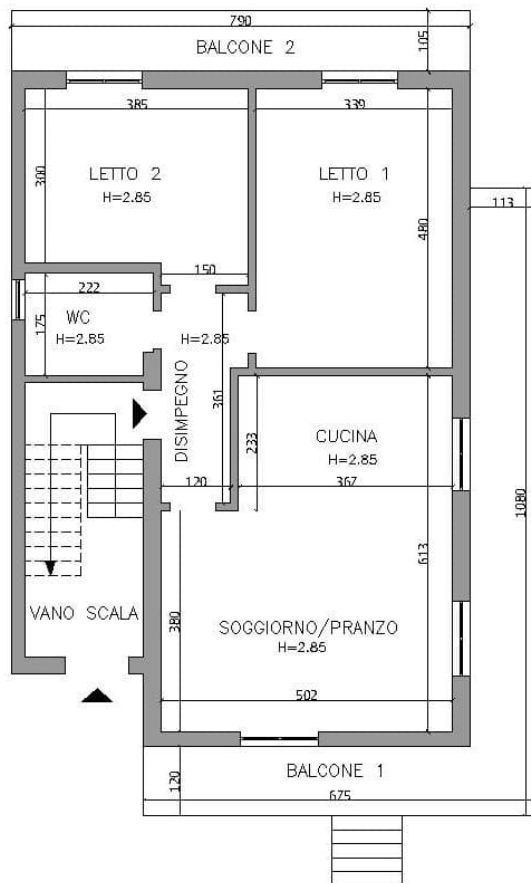 790
BALCONE 2
105
385
339
300
LETTO 2
H=2.85
LETTO 1
H=2.85
480
113
150
222
WC
H=2.85
175
H=2.85
DISIMPEGNO
361
CUCINA
H=2.85
233
120
367
1080
613
VANO SCALA
380
SOGGIORNO/PRANZO
H=2.85
502
BALCONE 1
120
675